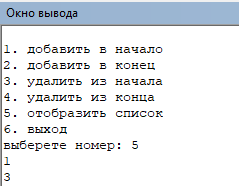 Окно вывода
1. добавить в начало
2. добавить в конец
3. удалить из начала
4. удалить из конца
5. отобразить список
6. выход
выберете номер: 5
1
3